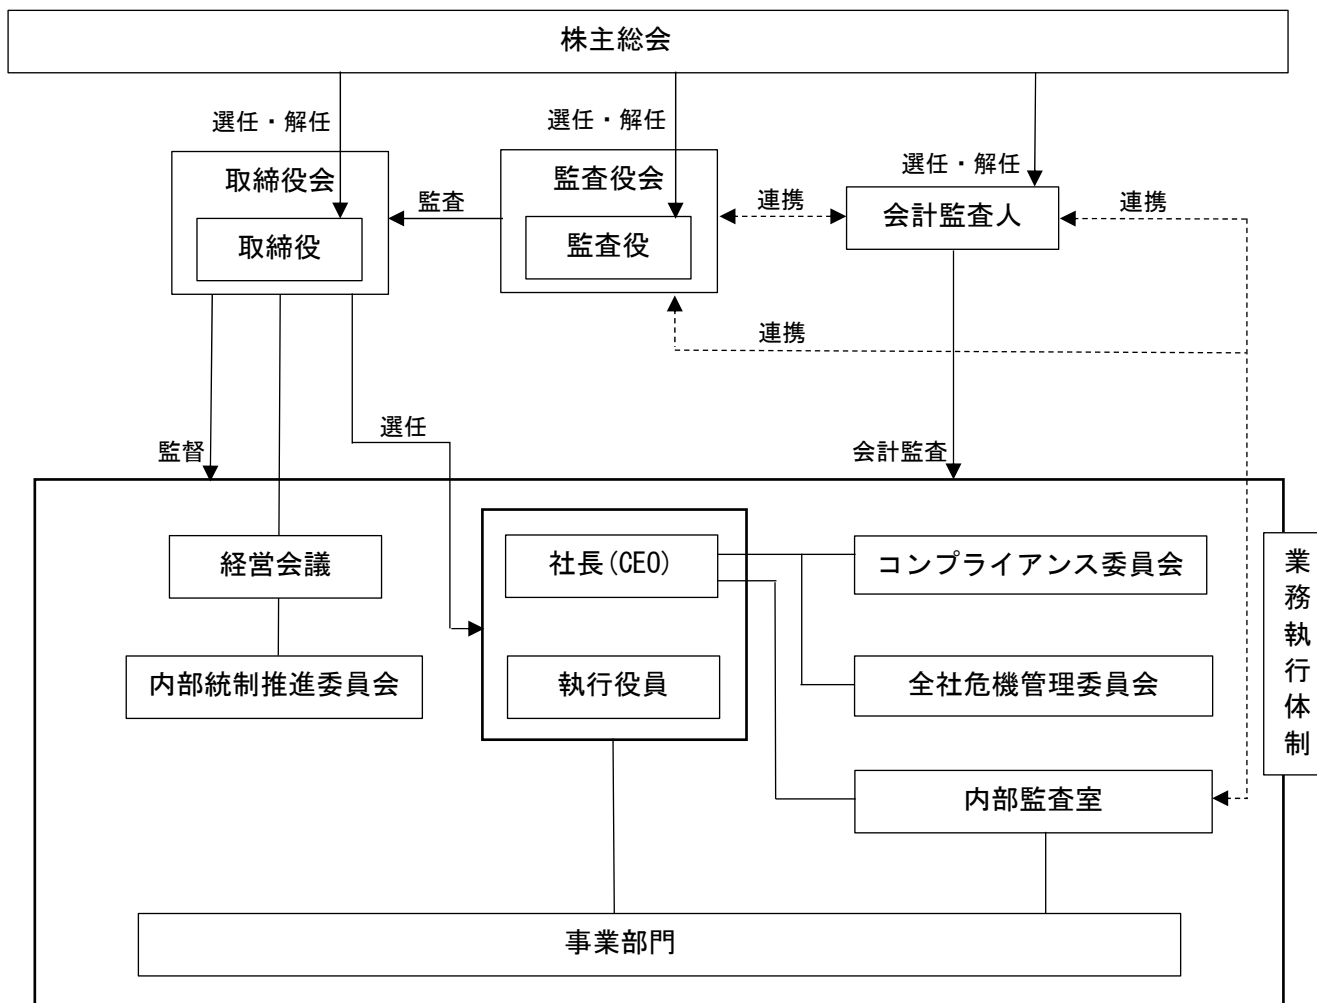 株主総会
選任・解任
選任・解任
選任・解任
取締役会
取締役
監査
監査役会
監査役
連携
会計監査人
連携
連携
監督
選任
会計監査
経営会議
内部統制推進委員会
社長(CEO)
執行役員
コンプライアンス委員会
全社危機管理委員会
内部監査室
業務執行体制
事業部門